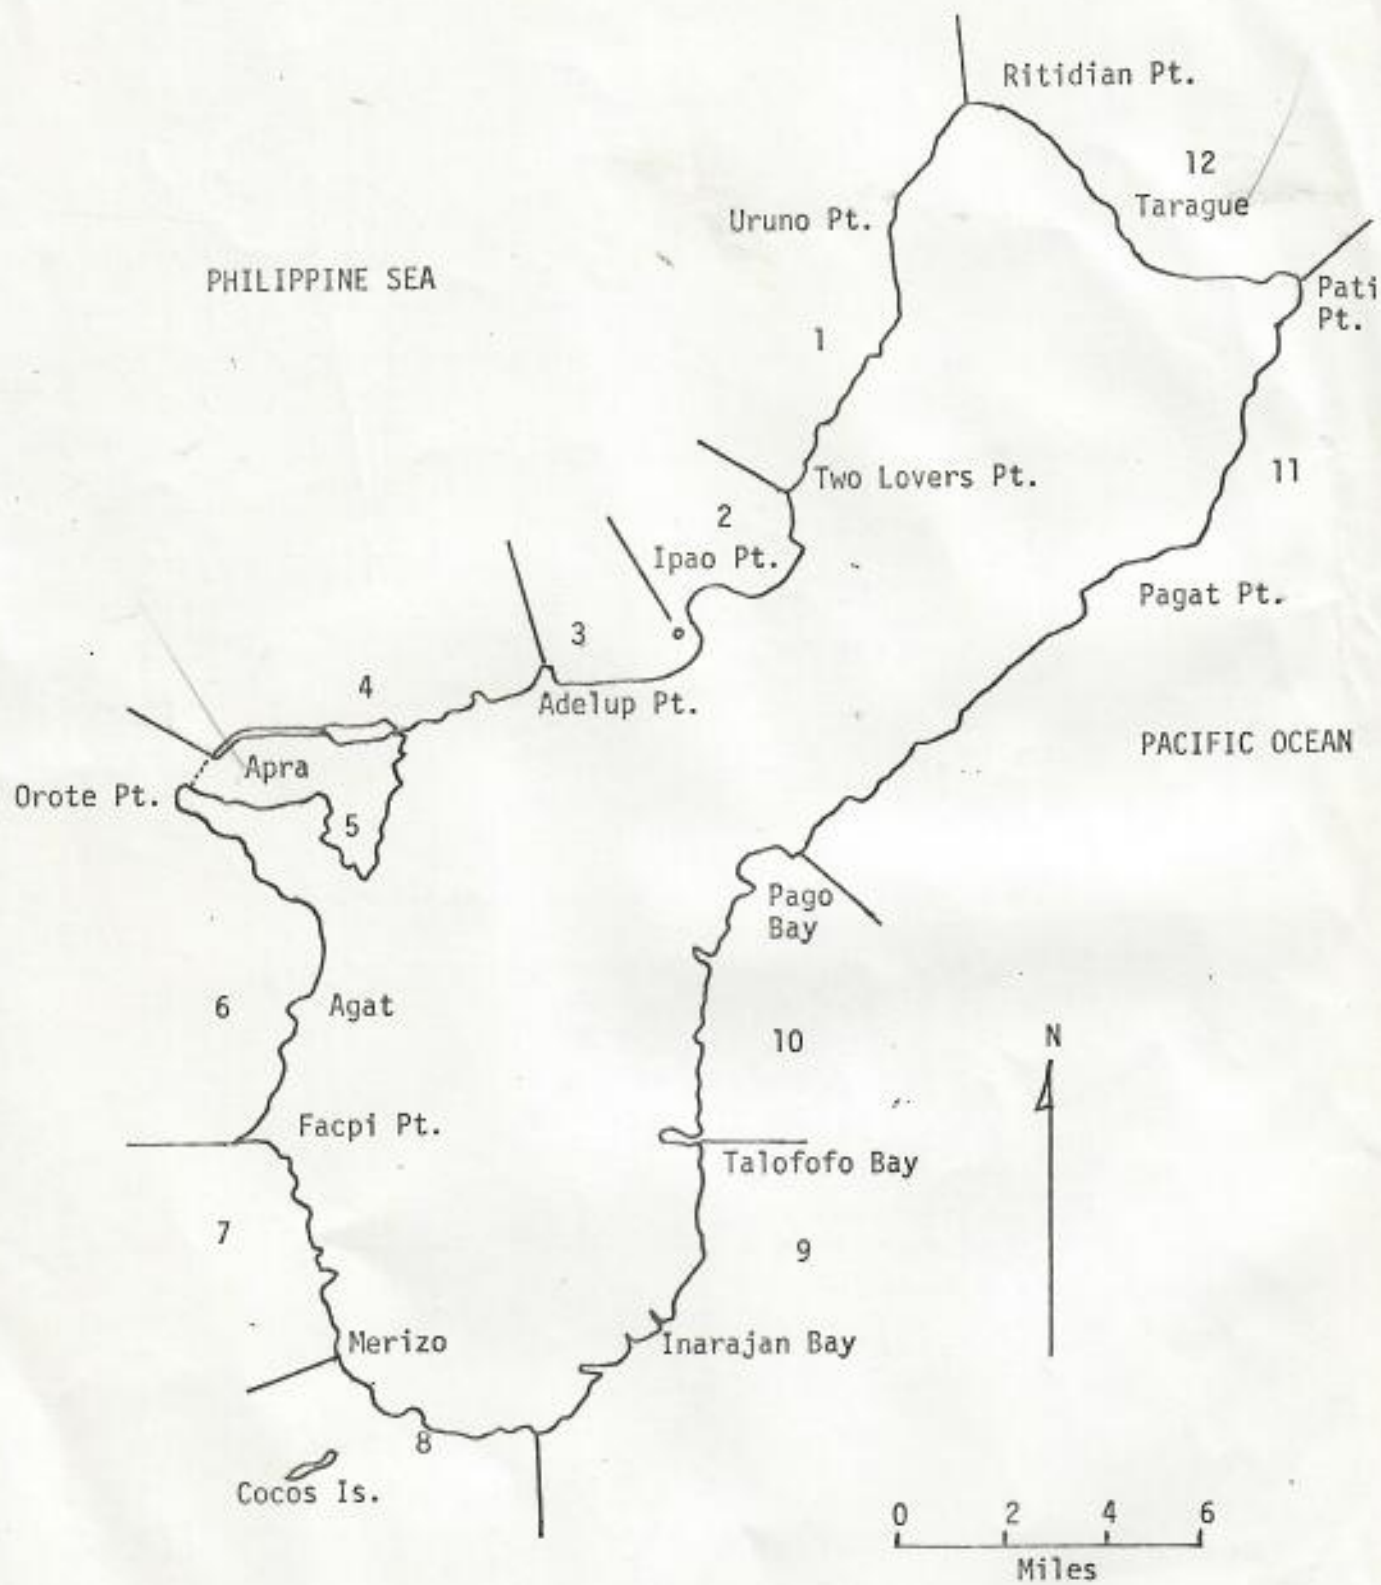 Ritidian Pt.
12
Tarague
Uruno Pt.
PHILIPPINE SEA
Pati
Pt.
1
11
Two Lovers Pt.
2
Ipao Pt.
Pagat Pt.
3
4
Adelup Pt.
PACIFIC OCEAN
Apra
Orote Pt.
5
Pago
Bay
6
Agat
10
N
Facpi Pt.
Talofofo Bay
7
9
Merizo
Inarajan Bay
8
Cocos Is.
0 2 4 6
Miles